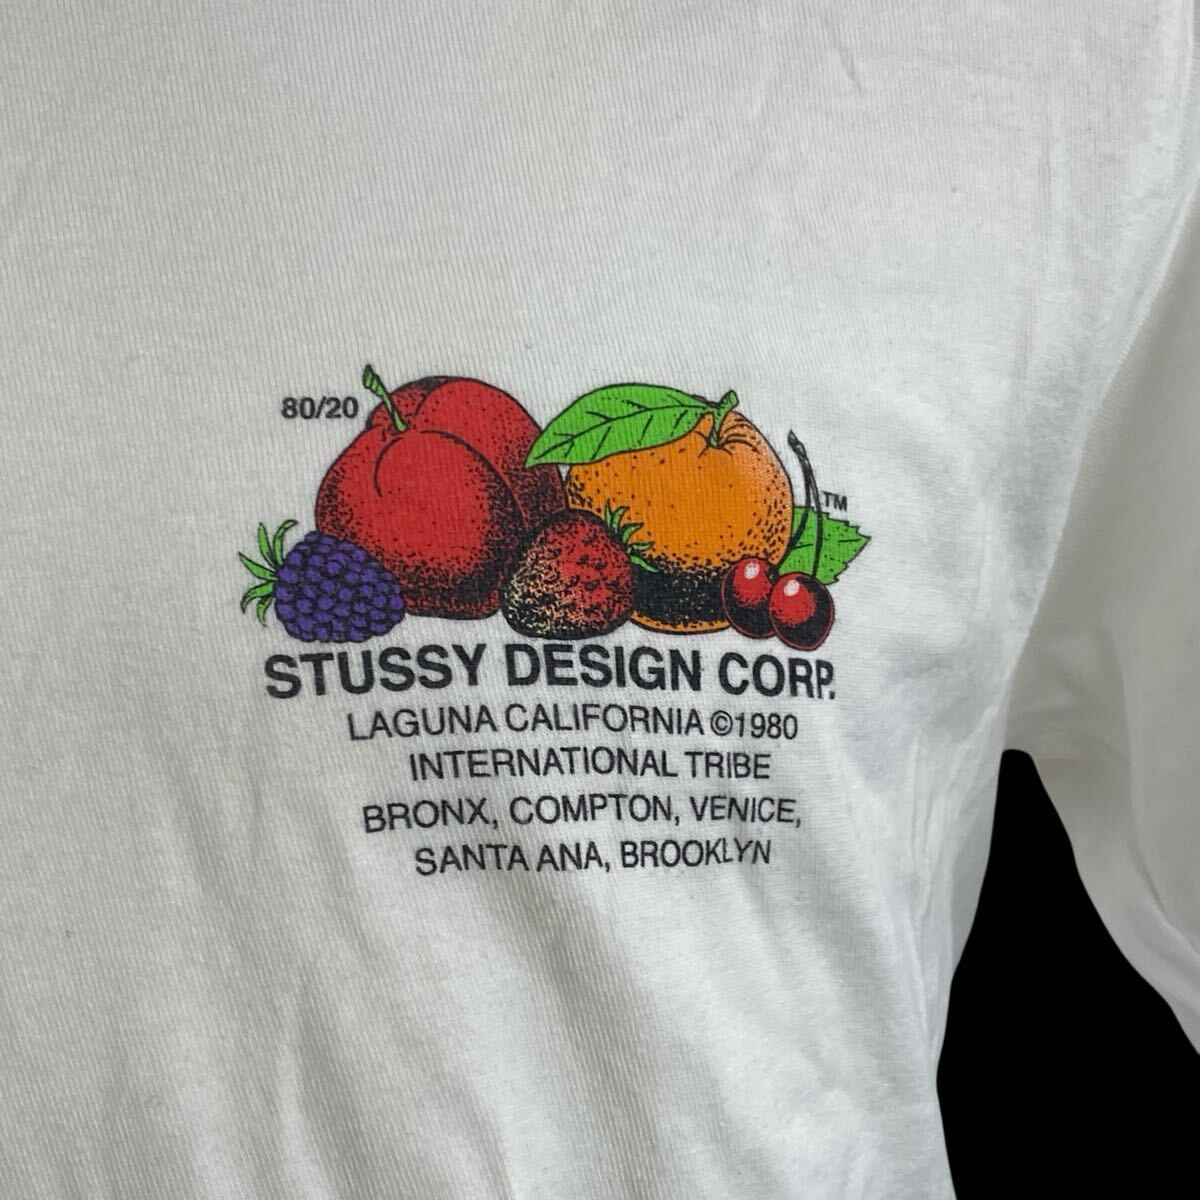 80/20
TM
STUSSY DESIGN CORP.
LAGUNA CALIFORNIA ©1980
INTERNATIONAL TRIBE
BRONX, COMPTON, VENICE,
SANTA ANA, BROOKLYN